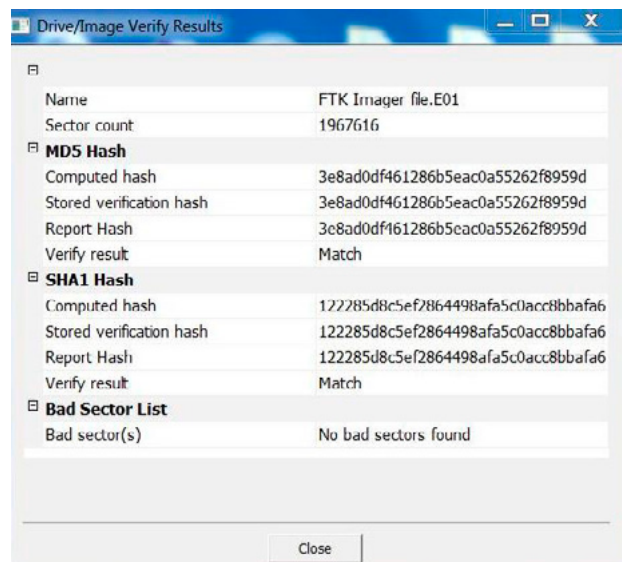 Drive/Image Verify Results
Name FTK Imager file.E01
Sector count 1967616
MD5 Hash
Computed hash 3e8ad0df461286b5eac0a55262f8959d
Stored verification hash 3e8ad0df461286b5eac0a55262f8959d
Report Hash 3e8ad0df461286b5eac0a55262f8959d
Verify result Match
SHA1 Hash
Computed hash 122285d8c5ef2864498afa5c0acc8bbafa6
Stored verification hash 122285d8c5ef2864498afa5c0acc8bbafa6
Report Hash 122285d8c5ef2864498afa5c0acc8bbafa6
Verify result Match
Bad Sector List
Bad sector(s) No bad sectors found
Close